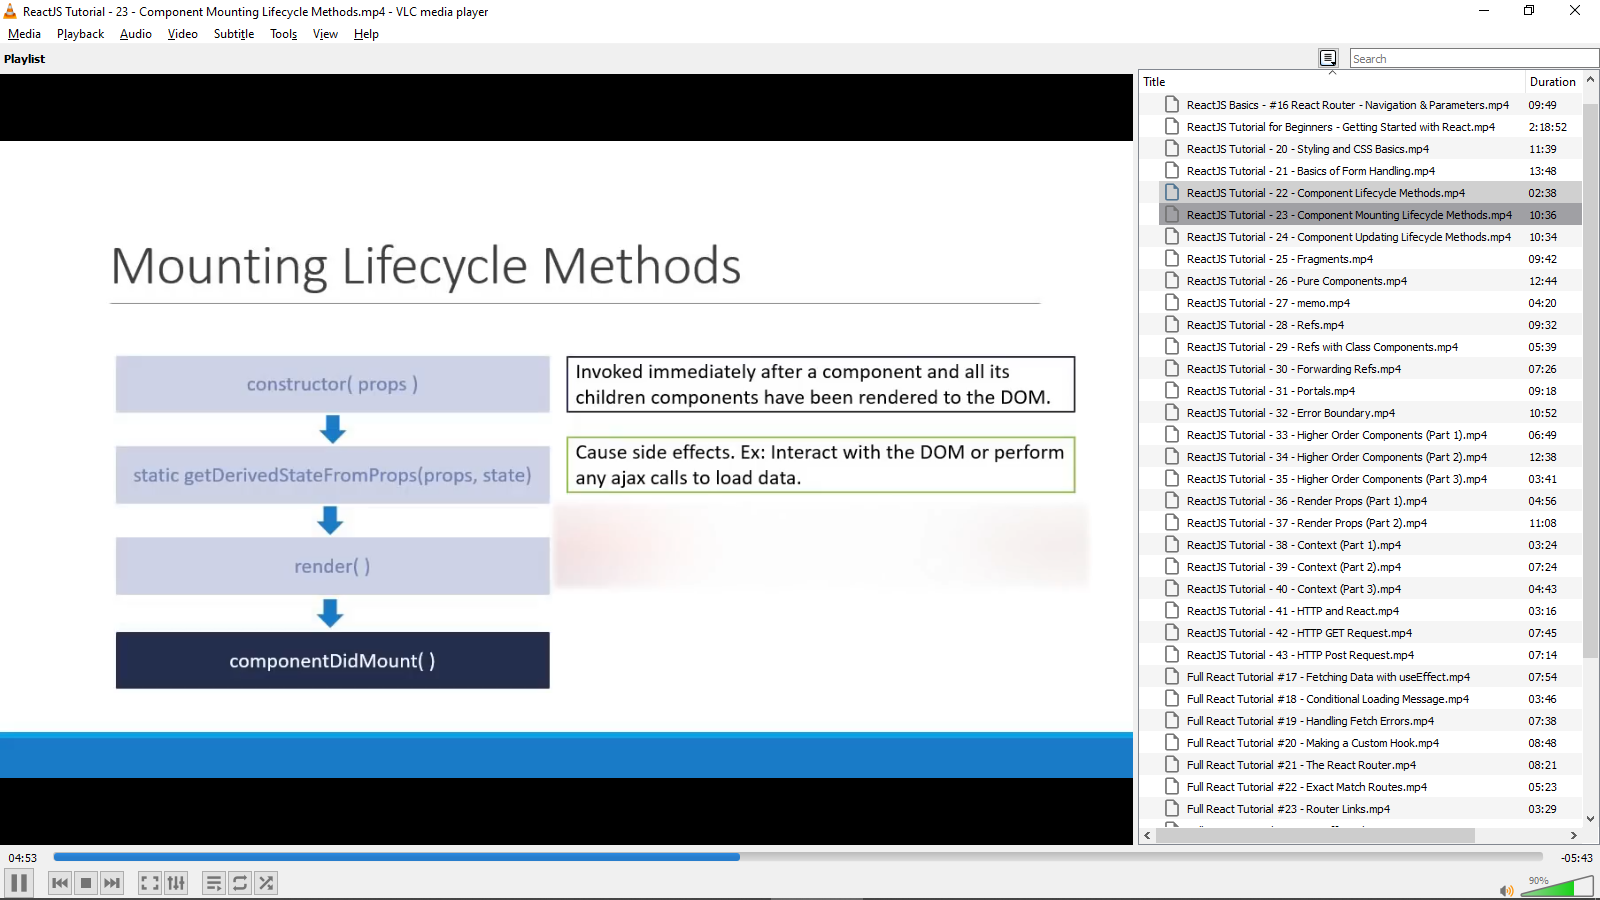 ReactJS Tutorial - 23 - Component Mounting Lifecycle Methods.mp4 - VLC media player
Media Playback Audio Video Subtitle Tools View Help
Playlist
Search
Mounting Lifecycle Methods
constructor( props )
static getDerivedStateFromProps(props, state)
render( )
componentDidMount( )
Invoked immediately after a component and all its
children components have been rendered to the DOM.
Cause side effects. Ex: Interact with the DOM or perform
any ajax calls to load data.
Title Duration
ReactJS Basics - #16 React Router - Navigation & Parameters.mp4 09:49
ReactJS Tutorial for Beginners - Getting Started with React.mp4 2:18:52
ReactJS Tutorial - 20 - Styling and CSS Basics.mp4 11:39
ReactJS Tutorial - 21 - Basics of Form Handling.mp4 13:48
ReactJS Tutorial - 22 - Component Lifecycle Methods.mp4 02:38
ReactJS Tutorial - 23 - Component Mounting Lifecycle Methods.mp4 10:36
ReactJS Tutorial - 24 - Component Updating Lifecycle Methods.mp4 10:34
ReactJS Tutorial - 25 - Fragments.mp4 09:42
ReactJS Tutorial - 26 - Pure Components.mp4 12:44
ReactJS Tutorial - 27 - memo.mp4 04:20
ReactJS Tutorial - 28 - Refs.mp4 09:32
ReactJS Tutorial - 29 - Refs with Class Components.mp4 05:39
ReactJS Tutorial - 30 - Forwarding Refs.mp4 07:26
ReactJS Tutorial - 31 - Portals.mp4 09:18
ReactJS Tutorial - 32 - Error Boundary.mp4 10:52
ReactJS Tutorial - 33 - Higher Order Components (Part 1).mp4 06:49
ReactJS Tutorial - 34 - Higher Order Components (Part 2).mp4 12:38
ReactJS Tutorial - 35 - Higher Order Components (Part 3).mp4 03:41
ReactJS Tutorial - 36 - Render Props (Part 1).mp4 04:56
ReactJS Tutorial - 37 - Render Props (Part 2).mp4 11:08
ReactJS Tutorial - 38 - Context (Part 1).mp4 03:24
ReactJS Tutorial - 39 - Context (Part 2).mp4 07:24
ReactJS Tutorial - 40 - Context (Part 3).mp4 04:43
ReactJS Tutorial - 41 - HTTP and React.mp4 03:16
ReactJS Tutorial - 42 - HTTP GET Request.mp4 07:45
ReactJS Tutorial - 43 - HTTP Post Request.mp4 07:14
Full React Tutorial #17 - Fetching Data with useEffect.mp4 07:54
Full React Tutorial #18 - Conditional Loading Message.mp4 03:46
Full React Tutorial #19 - Handling Fetch Errors.mp4 07:38
Full React Tutorial #20 - Making a Custom Hook.mp4 08:48
Full React Tutorial #21 - The React Router.mp4 08:21
Full React Tutorial #22 - Exact Match Routes.mp4 05:23
Full React Tutorial #23 - Router Links.mp4 03:29
04:53
-05:43
90%